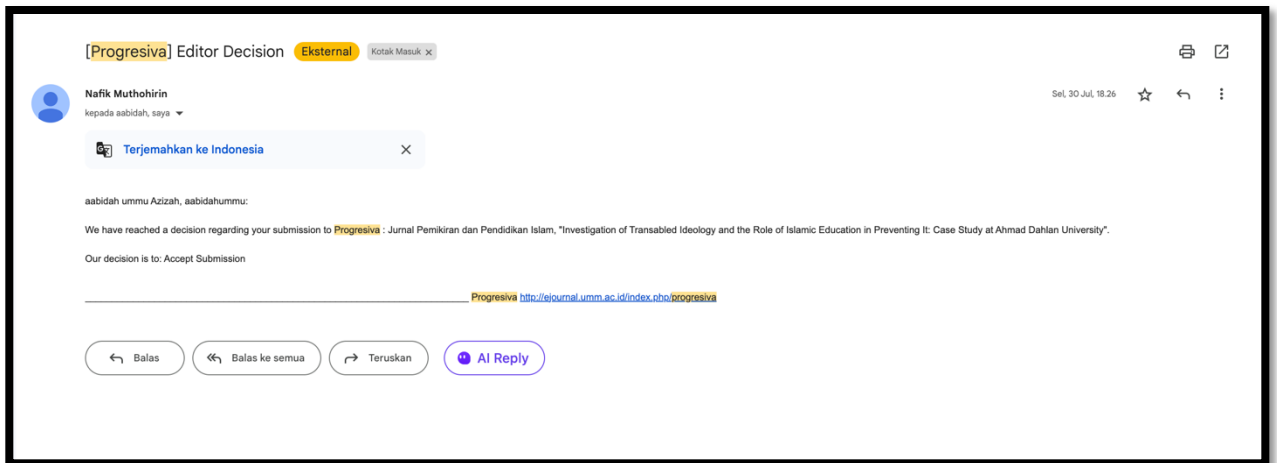 [Progresiva] Editor Decision Eksternal Kotak Masuk ×
Nafik Muthohirin Sel, 30 Jul, 18.26
kepada aabidah, saya
Terjemahkan ke Indonesia
aabidah ummu Azizah, aabidahummu:
We have reached a decision regarding your submission to Progresiva : Jurnal Pemikiran dan Pendidikan Islam, "Investigation of Transabled Ideology and the Role of Islamic Education in Preventing It: Case Study at Ahmad Dahlan University".
Our decision is to: Accept Submission
________________________________________________________________________ Progresiva http://ejournal.umm.ac.id/index.php/progresiva
Balas Balas ke semua Teruskan AI Reply